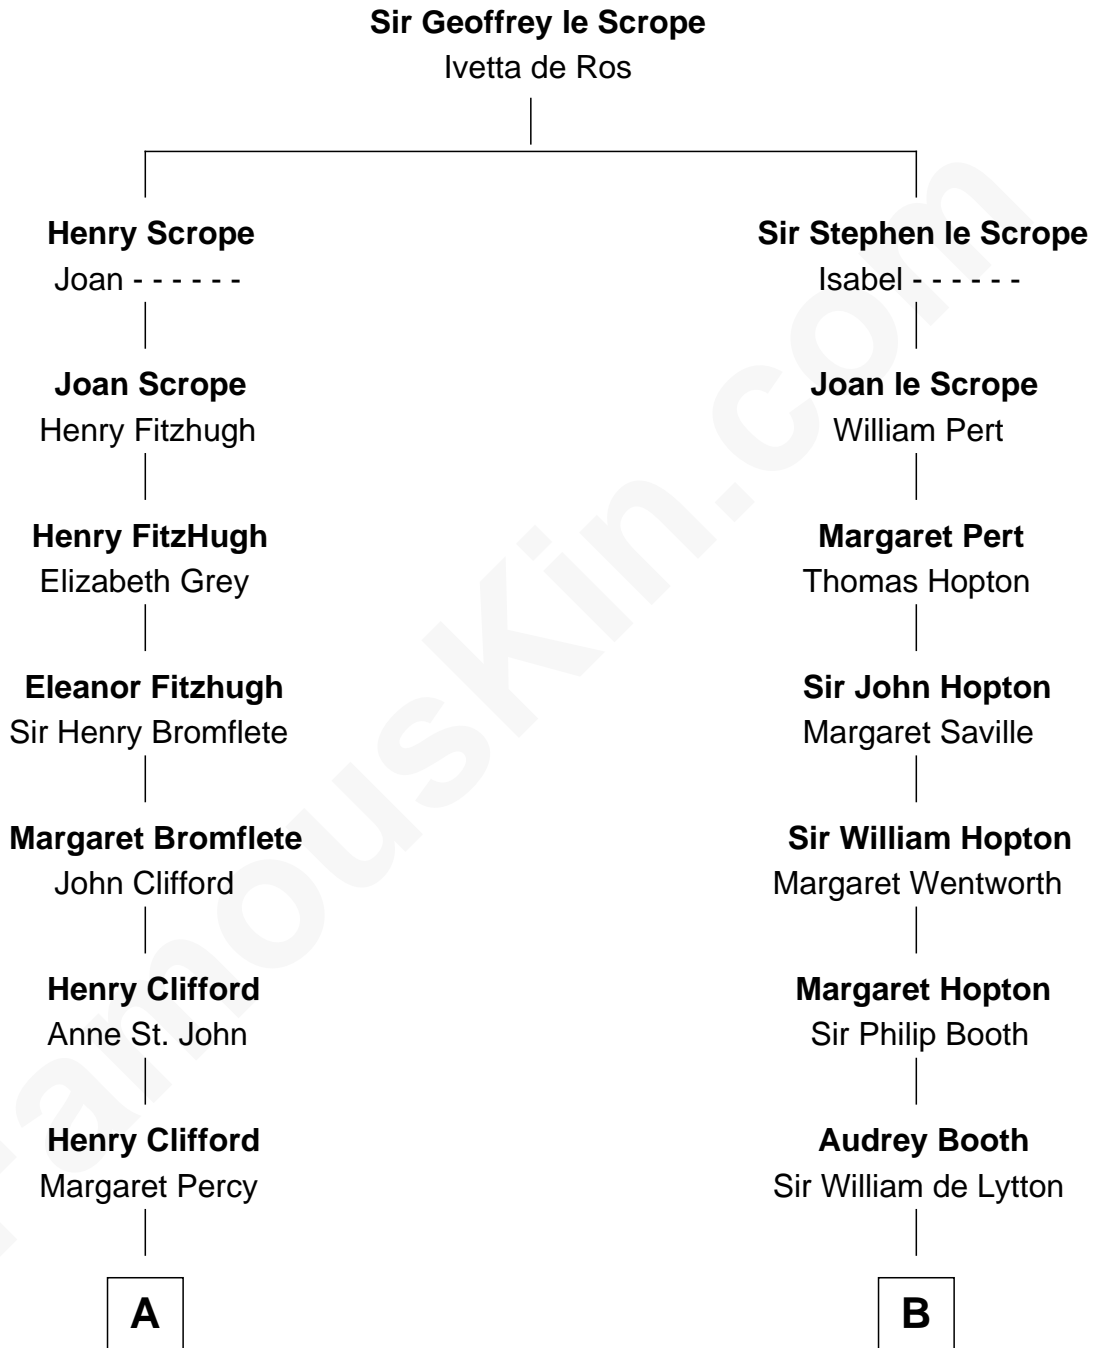 Sir Geoffrey le Scrope
Ivetta de Ros
Henry Scrope
Joan - - - - - -
Joan Scrope
Henry Fitzhugh
Henry FitzHugh
Elizabeth Grey
Eleanor Fitzhugh
Sir Henry Bromflete
Margaret Bromflete
John Clifford
Henry Clifford
Anne St. John
Henry Clifford
Margaret Percy
A
Sir Stephen le Scrope
Isabel - - - - - -
Joan le Scrope
William Pert
Margaret Pert
Thomas Hopton
Sir John Hopton
Margaret Saville
Sir William Hopton
Margaret Wentworth
Margaret Hopton
Sir Philip Booth
Audrey Booth
Sir William de Lytton
B
FamousKin.com